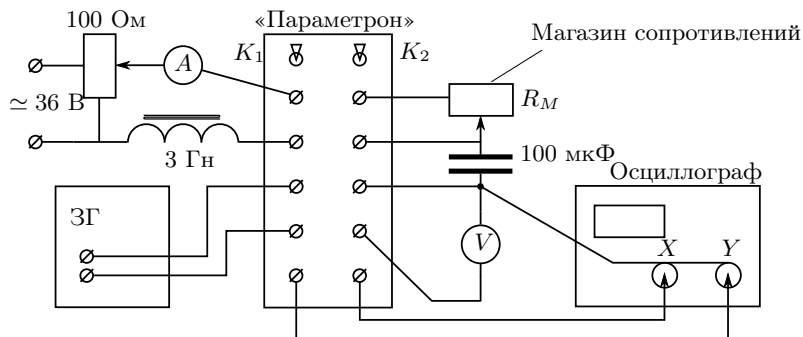 «Параметрон»
100 Ом
A
K₁
K₂
Магазин сопротивлений
R_M
≃ 36 В
3 Гн
100 мкФ
Осциллограф
ЗГ
V
X
Y